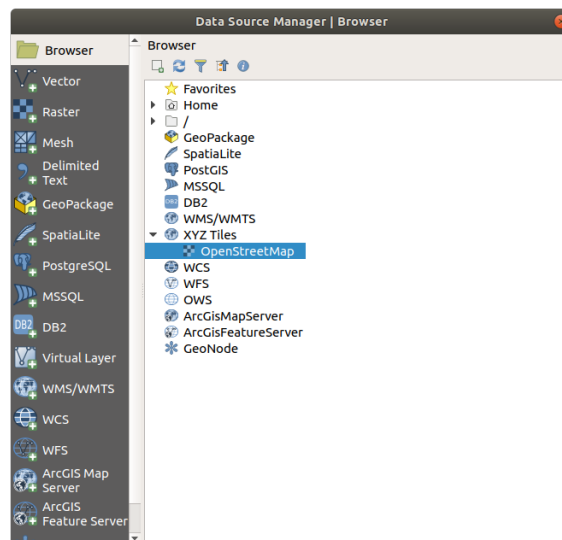 Data Source Manager | Browser
Browser
Vector
Raster
Mesh
Delimited
Text
GeoPackage
SpatiaLite
PostgreSQL
MSSQL
DB2
DB2
Virtual Layer
WMS/WMTS
WCS
WFS
ArcGIS Map
Server
ArcGIS
Feature Server
Browser
Favorites
Home
/
GeoPackage
SpatiaLite
PostGIS
MSSQL
DB2
DB2
WMS/WMTS
XYZ Tiles
OpenStreetMap
WCS
WFS
OWS
ArcGisMapServer
ArcGisFeatureServer
GeoNode